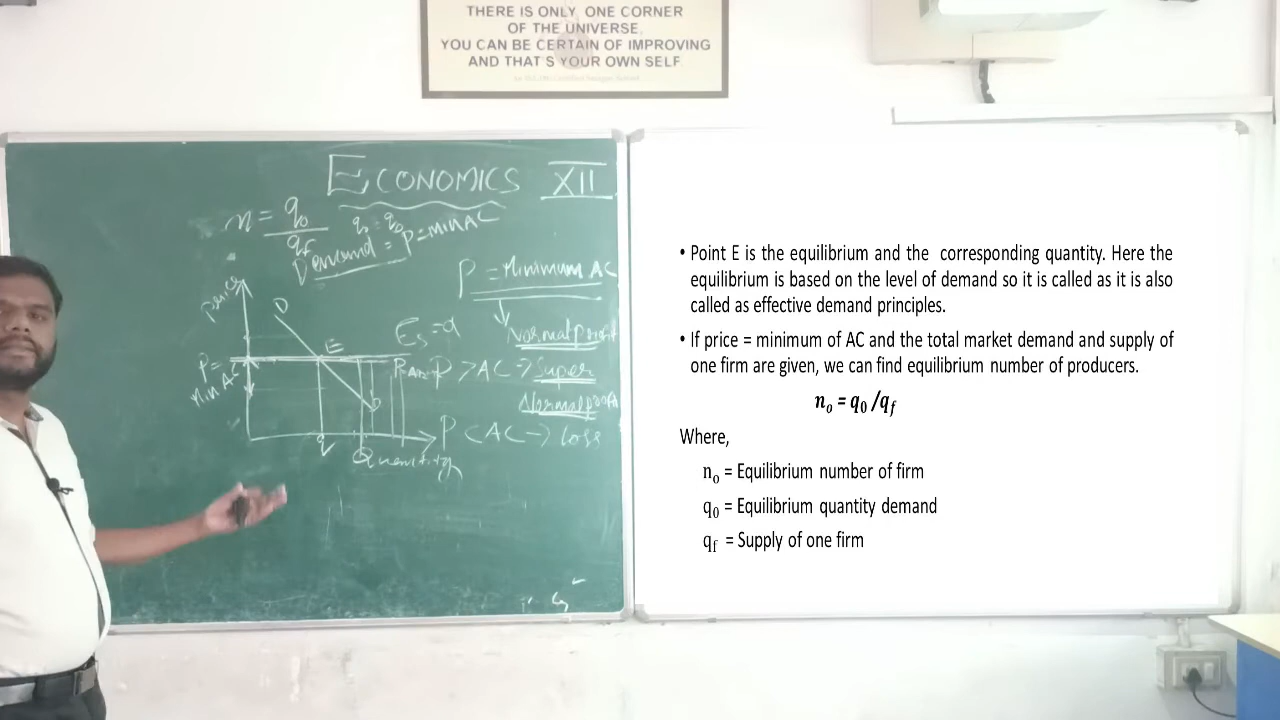 THERE IS ONLY ONE CORNER
OF THE UNIVERSE.
YOU CAN BE CERTAIN OF IMPROVING
AND THAT'S YOUR OWN SELF
ECONOMICS XII
n = q₀/qf
q₀ = q₀
Demand = P = min AC
P = Minimum AC
price
D
Es = α
Normal profit
E
P =
Min AC
P > AC → Super
Normal profit
D
P < AC → Loss
q
Quantity
• Point E is the equilibrium and the corresponding quantity. Here the
equilibrium is based on the level of demand so it is called as it is also
called as effective demand principles.
• If price = minimum of AC and the total market demand and supply of
one firm are given, we can find equilibrium number of producers.
nₒ = q₀ /qf
Where,
nₒ = Equilibrium number of firm
q₀ = Equilibrium quantity demand
qf = Supply of one firm